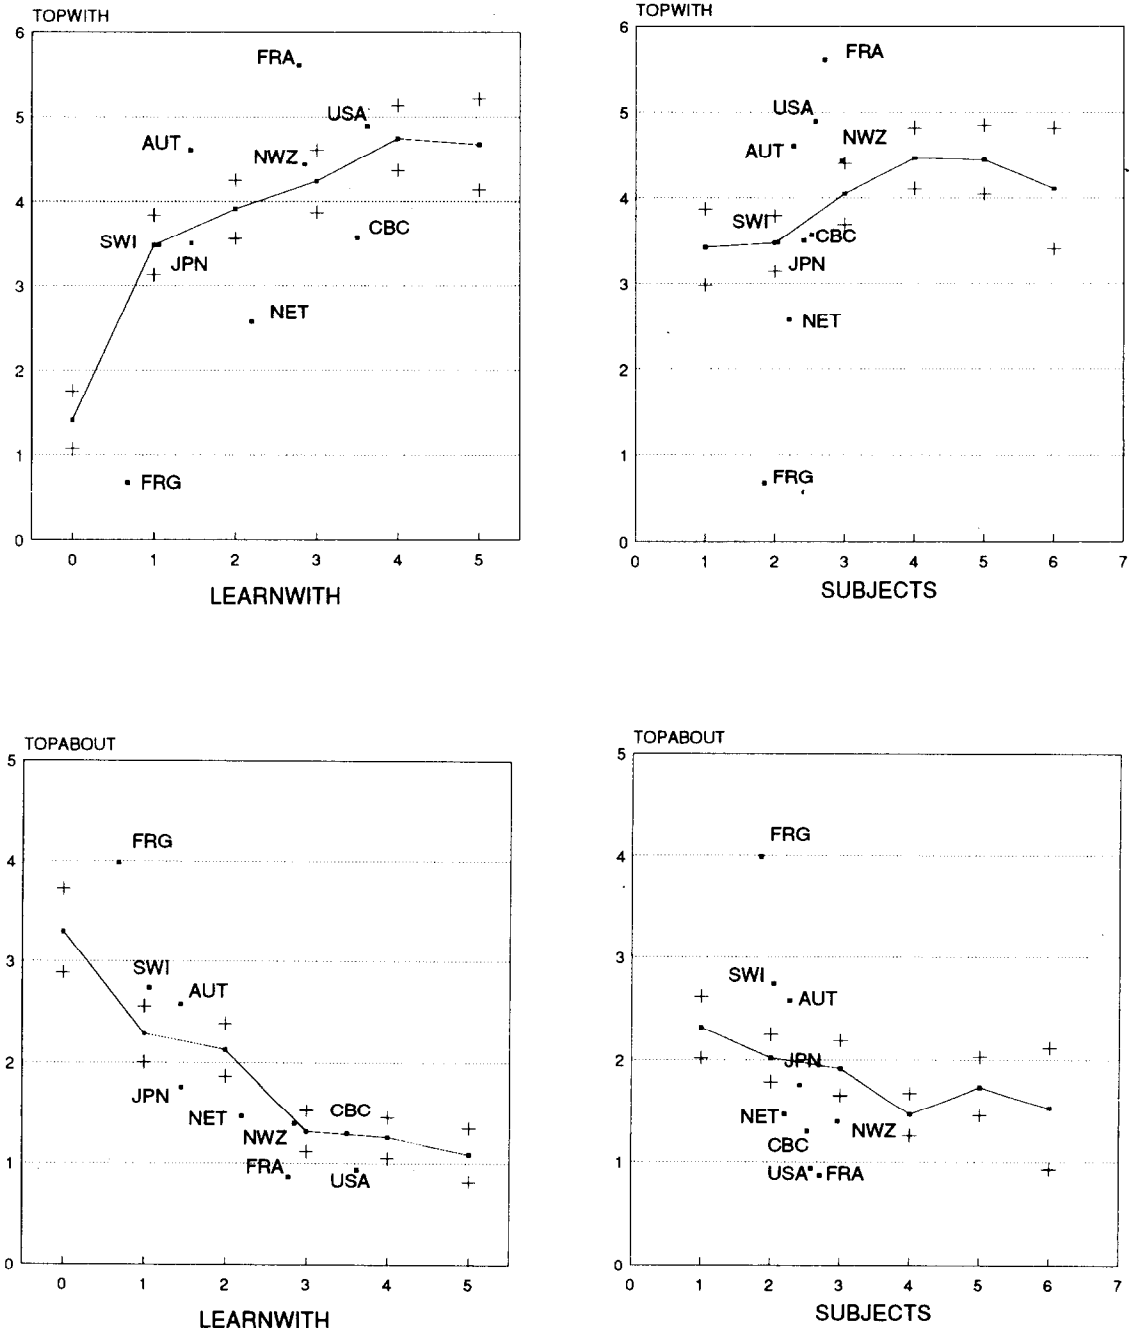 TOPWITH
6
FRA
5
USA
AUT
NWZ
4
SWI
CBC
JPN
3
NET
2
1
FRG
0
0 1 2 3 4 5
LEARNWITH
TOPWITH
6
FRA
5
USA
AUT
NWZ
4
SWI
CBC
JPN
3
NET
2
1
FRG
0
0 1 2 3 4 5 6 7
SUBJECTS
TOPABOUT
5
FRG
4
3
SWI
AUT
2
JPN
NET
CBC
NWZ
1
FRA
USA
0
0 1 2 3 4 5
LEARNWITH
TOPABOUT
5
FRG
4
3
SWI
AUT
2
JPN
NET
NWZ
CBC
1
USA
FRA
0
0 1 2 3 4 5 6 7
SUBJECTS